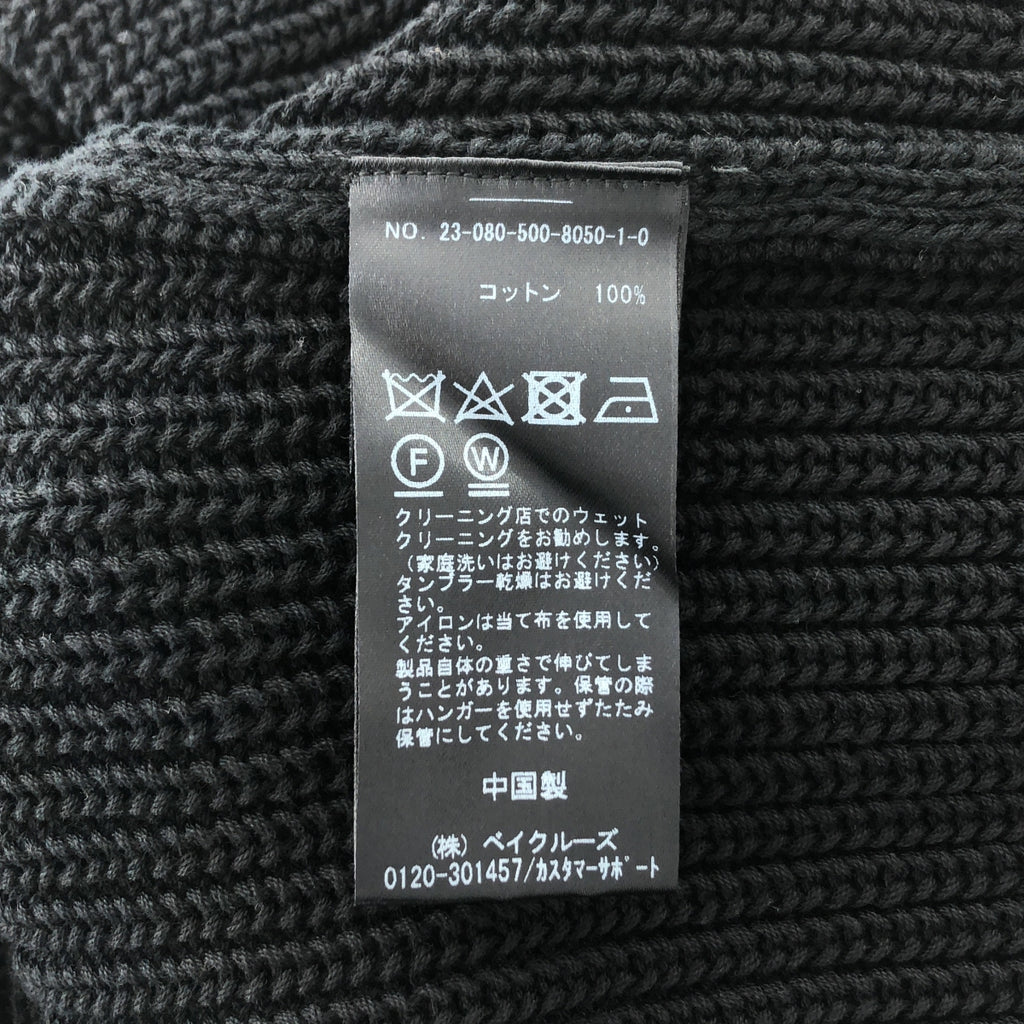 NO. 23-080-500-8050-1-0
コットン 100%
F W
クリーニング店でのウェット
クリーニングをお勧めします。
(家庭洗いはお避けください)
タンブラー乾燥はお避けくだ
さい。
アイロンは当て布を使用して
ください。
製品自体の重さで伸びてしま
うことがあります。保管の際
はハンガーを使用せずたたみ
保管にしてください。
中国製
(株) ベイクルーズ
0120-301457/カスタマーサポート